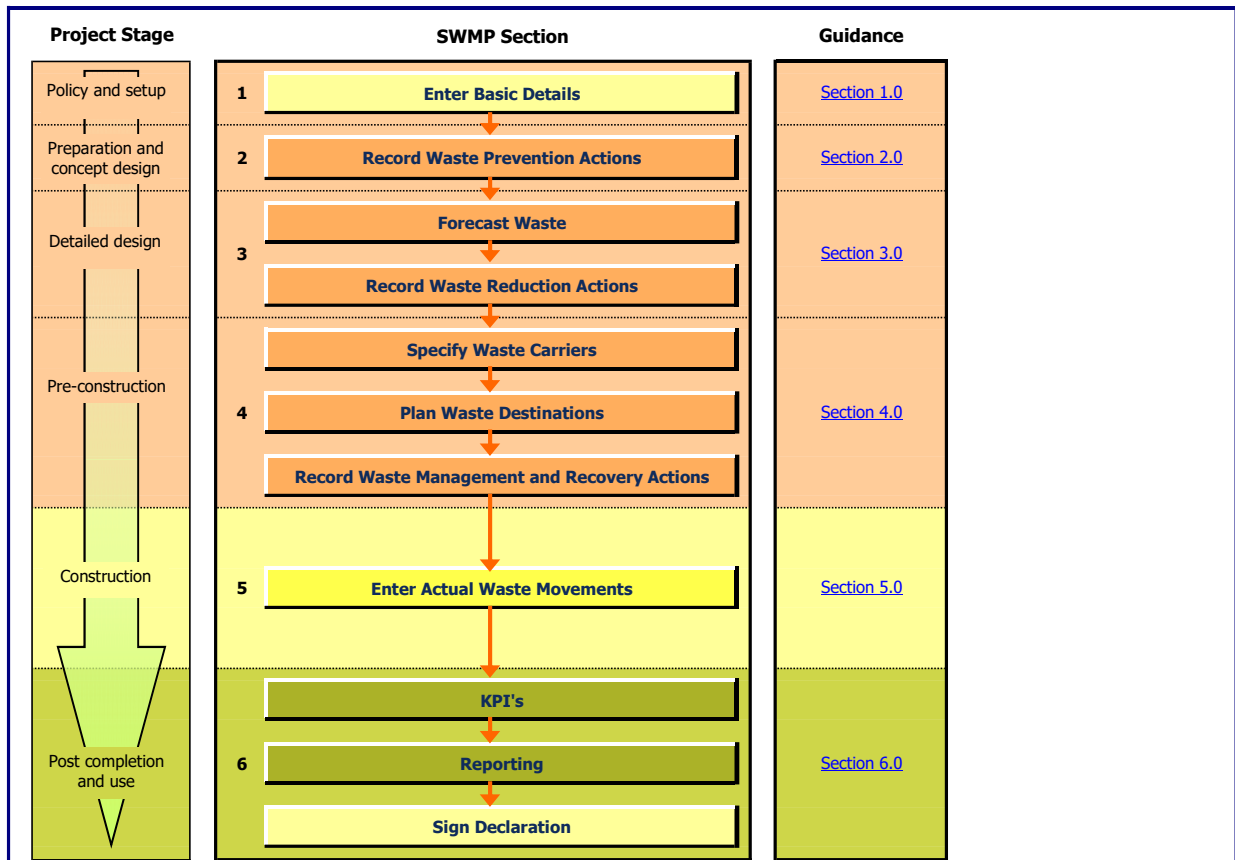 Project Stage
SWMP Section
Guidance
Policy and setup
1
Enter Basic Details
Section 1.0
Preparation and
concept design
2
Record Waste Prevention Actions
Section 2.0
Detailed design
3
Forecast Waste
Record Waste Reduction Actions
Section 3.0
Pre-construction
4
Specify Waste Carriers
Plan Waste Destinations
Record Waste Management and Recovery Actions
Section 4.0
Construction
5
Enter Actual Waste Movements
Section 5.0
Post completion
and use
6
KPI's
Reporting
Sign Declaration
Section 6.0